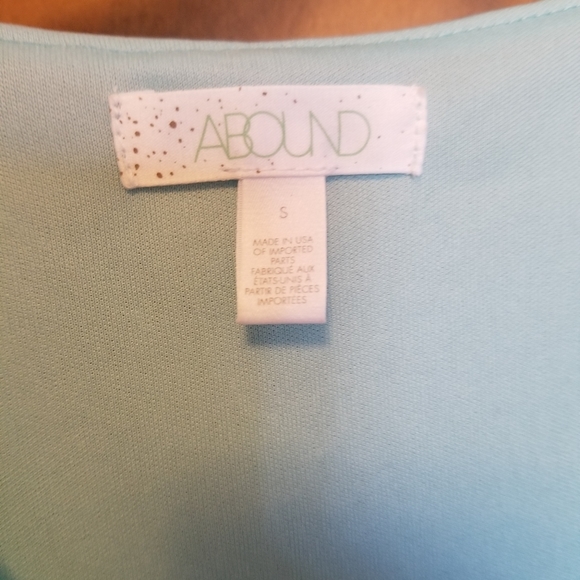 ABOUND
S
MADE IN USA
OF IMPORTED
PARTS
FABRIQUÉ AUX
ÉTATS-UNIS À
PARTIR DE PIÈCES
IMPORTÉES